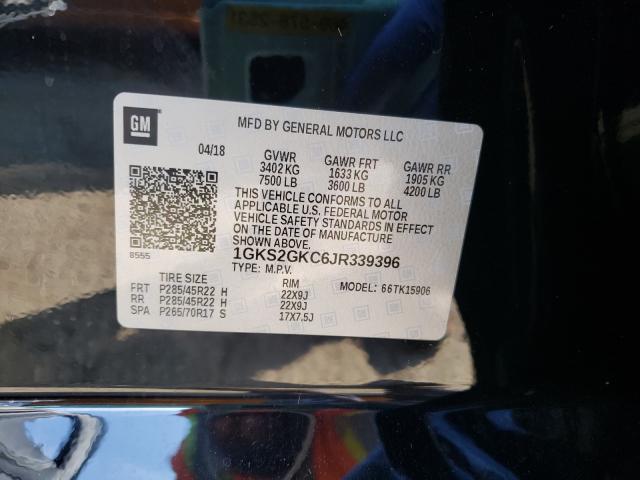 GM
MFD BY GENERAL MOTORS LLC
04/18
GVWR GAWR FRT GAWR RR
3402 KG 1633 KG 1905 KG
7500 LB 3600 LB 4200 LB
THIS VEHICLE CONFORMS TO ALL
APPLICABLE U.S. FEDERAL MOTOR
VEHICLE SAFETY STANDARDS IN EFFECT
ON THE DATE OF MANUFACTURE
SHOWN ABOVE.
8555
1GKS2GKC6JR339396
TYPE: M.P.V.
TIRE SIZE RIM MODEL: 66TK15906
FRT P285/45R22 H 22X9J
RR P285/45R22 H 22X9J
SPA P265/70R17 S 17X7.5J